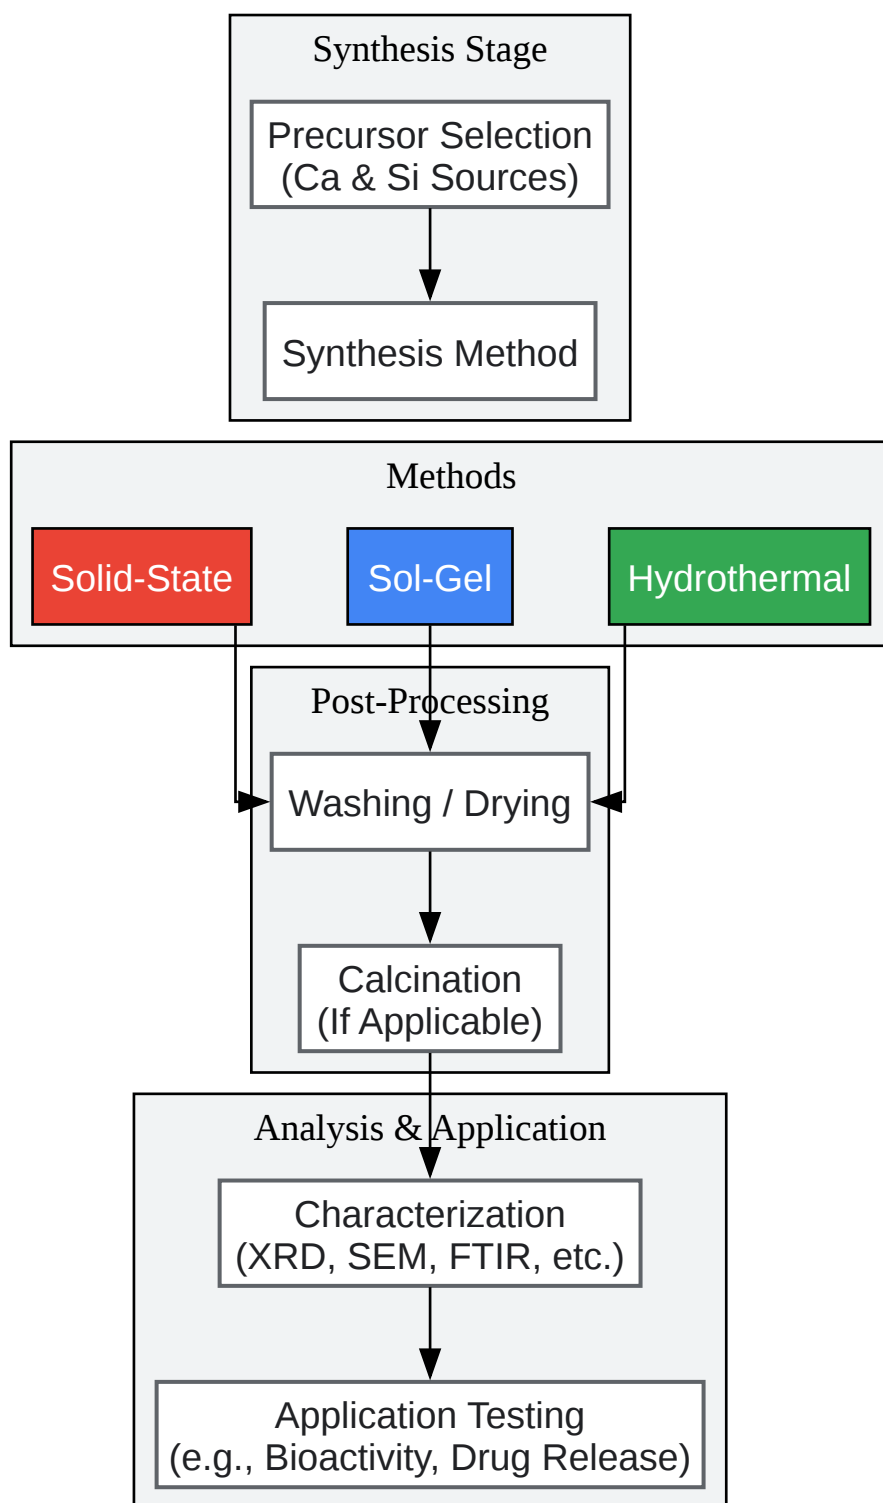 Synthesis Stage
Precursor Selection
(Ca & Si Sources)
Synthesis Method
Methods
Solid-State
Sol-Gel
Hydrothermal
Post-Processing
Washing / Drying
Calcination
(If Applicable)
Analysis & Application
Characterization
(XRD, SEM, FTIR, etc.)
Application Testing
(e.g., Bioactivity, Drug Release)